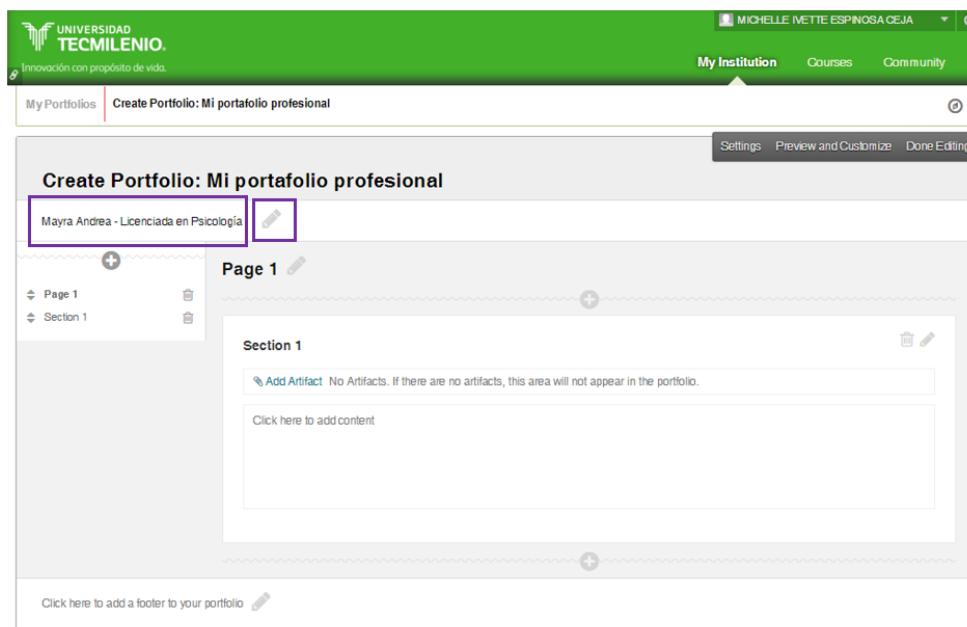 MICHELLE IVETTE ESPINOSA CEJA
UNIVERSIDAD
TECMILENIO.
Innovación con propósito de vida.
My Institution Courses Community
My Portfolios Create Portfolio: Mi portafolio profesional
Settings Preview and Customize Done Editing
Create Portfolio: Mi portafolio profesional
Mayra Andrea - Licenciada en Psicología
Page 1
Page 1
Section 1
Section 1
Add Artifact No Artifacts. If there are no artifacts, this area will not appear in the portfolio.
Click here to add content
Click here to add a footer to your portfolio